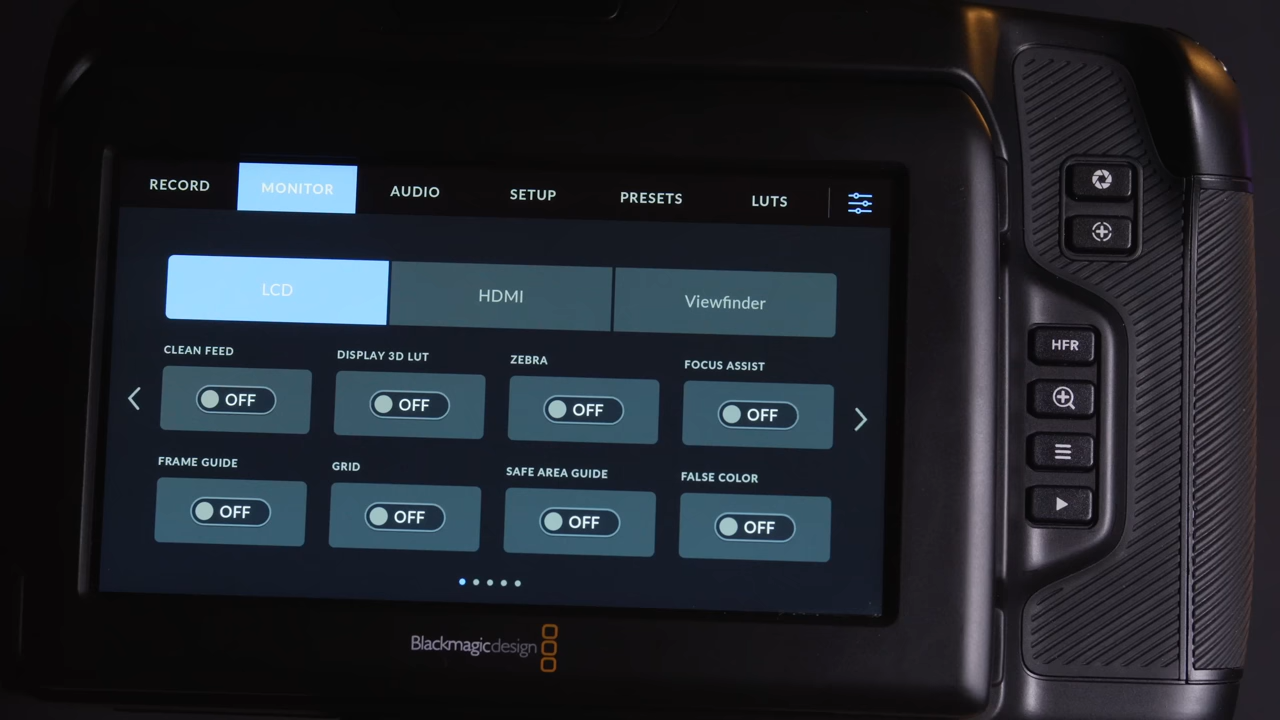 RECORD MONITOR AUDIO SETUP PRESETS LUTS
LCD HDMI Viewfinder
CLEAN FEED DISPLAY 3D LUT ZEBRA FOCUS ASSIST
OFF OFF OFF OFF
FRAME GUIDE GRID SAFE AREA GUIDE FALSE COLOR
OFF OFF OFF OFF
Blackmagicdesign
HFR